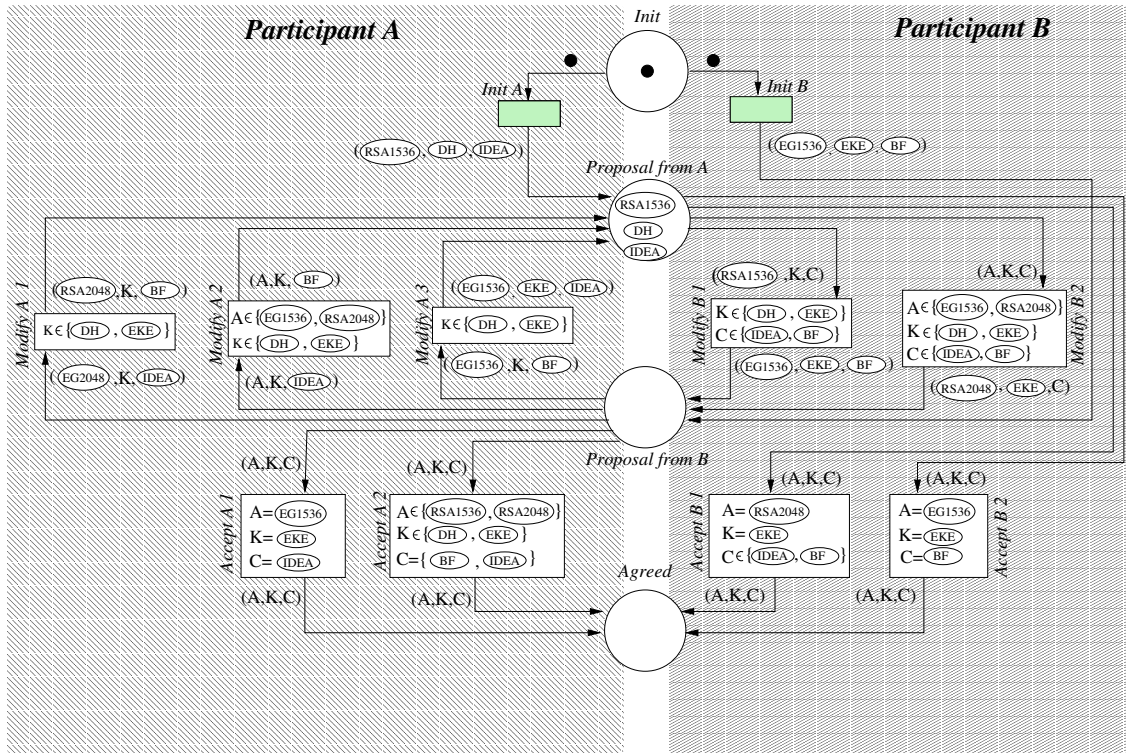 Participant A
Init
Participant B
Init A
Init B
(RSA1536, DH, IDEA)
(EG1536, EKE, BF)
Proposal from A
RSA1536
DH
IDEA
(RSA2048, K, BF)
(A,K, BF)
(EG1536, EKE, IDEA)
(RSA1536, K,C)
(A,K,C)
Modify A 1
K∈{DH, EKE}
Modify A 2
A∈{EG1536, RSA2048}
K∈{DH, EKE}
Modify A 3
K∈{DH, EKE}
Modify B 1
K∈{DH, EKE}
C∈{IDEA, BF}
Modify B 2
A∈{EG1536, RSA2048}
K∈{DH, EKE}
C∈{IDEA, BF}
(EG2048, K, IDEA)
(A,K, IDEA)
(EG1536, K, BF)
(EG1536, EKE, BF)
(RSA2048, EKE, C)
Proposal from B
(A,K,C)
(A,K,C)
(A,K,C)
(A,K,C)
Accept A 1
A= EG1536
K= EKE
C= IDEA
Accept A 2
A∈{RSA1536, RSA2048}
K∈{DH, EKE}
C={BF, IDEA}
Accept B 1
A= RSA2048
K= EKE
C∈{IDEA, BF}
Accept B 2
A= EG1536
K= EKE
C= BF
Agreed
(A,K,C)
(A,K,C)
(A,K,C)
(A,K,C)